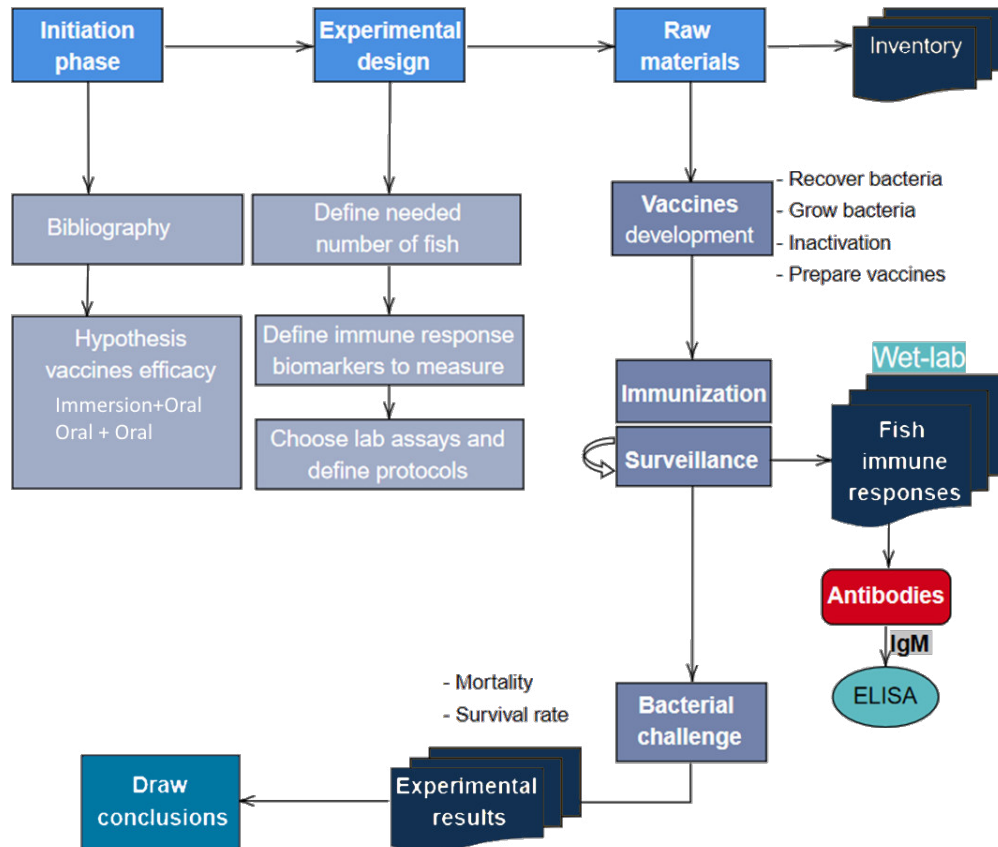 Initiation
phase
Experimental
design
Raw
materials
Inventory
Bibliography
Hypothesis
vaccines efficacy
Immersion+Oral
Oral + Oral
Define needed
number of fish
Define immune response
biomarkers to measure
Choose lab assays and
define protocols
Vaccines
development
- Recover bacteria
- Grow bacteria
- Inactivation
- Prepare vaccines
Immunization
Surveillance
Wet-lab
Fish
immune
responses
Antibodies
IgM
ELISA
Bacterial
challenge
- Mortality
- Survival rate
Experimental
results
Draw
conclusions